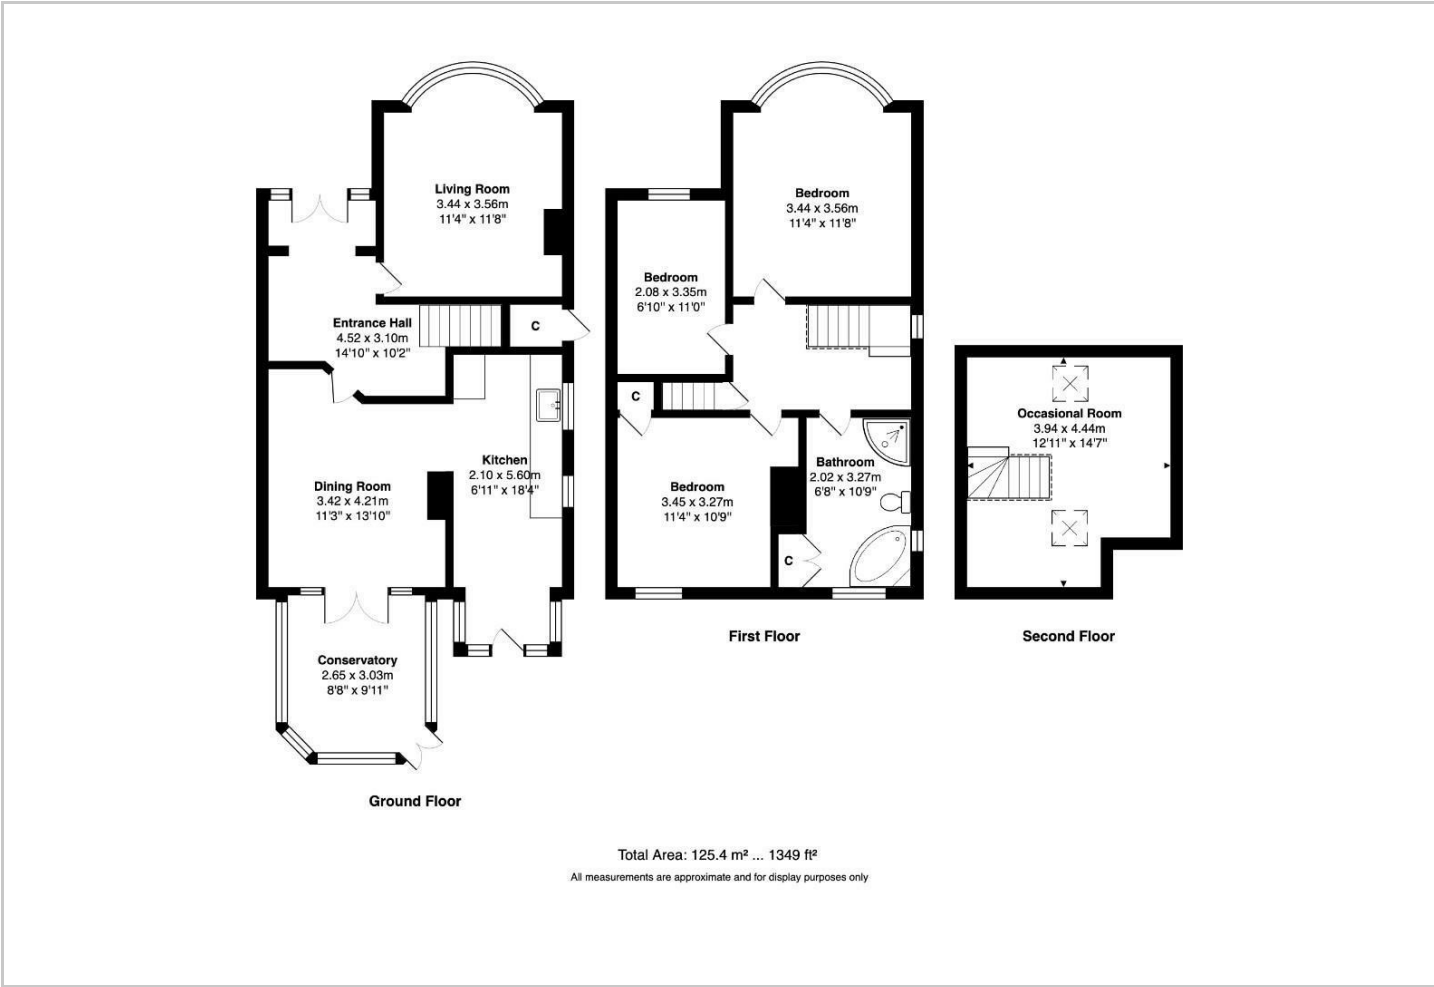 Living Room
3.44 x 3.56m
11'4" x 11'8"
Entrance Hall
4.52 x 3.10m
14'10" x 10'2"
C
Kitchen
2.10 x 5.60m
6'11" x 18'4"
Dining Room
3.42 x 4.21m
11'3" x 13'10"
Conservatory
2.65 x 3.03m
8'8" x 9'11"
Ground Floor
Bedroom
3.44 x 3.56m
11'4" x 11'8"
Bedroom
2.08 x 3.35m
6'10" x 11'0"
C
Bedroom
3.45 x 3.27m
11'4" x 10'9"
Bathroom
2.02 x 3.27m
6'8" x 10'9"
C
First Floor
Occasional Room
3.94 x 4.44m
12'11" x 14'7"
Second Floor
Total Area: 125.4 m² ... 1349 ft²
All measurements are approximate and for display purposes only